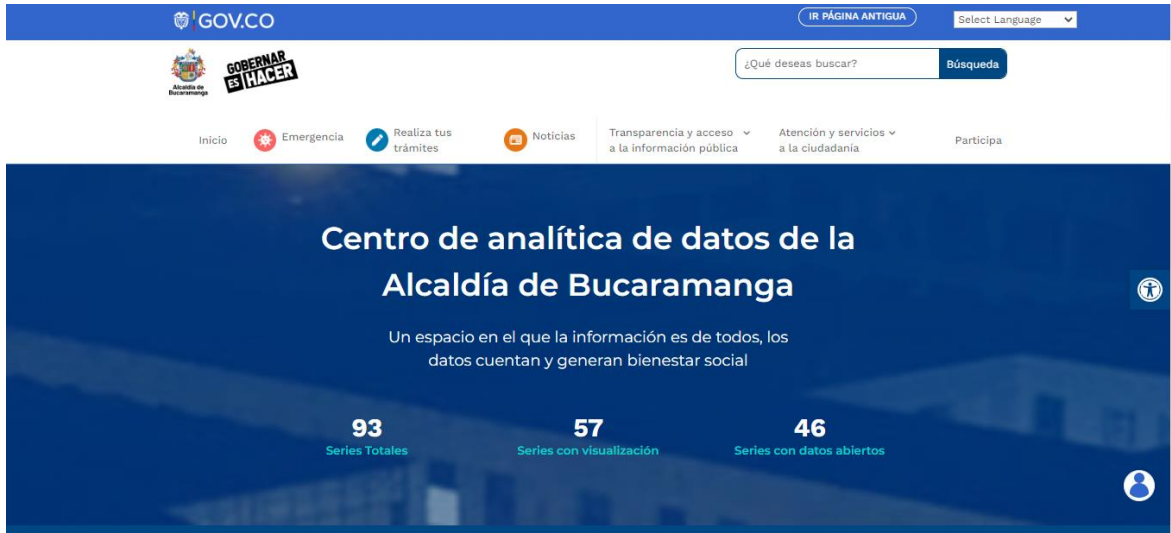 GOV.CO
IR PÁGINA ANTIGUA
Select Language
Alcaldía de
Bucaramanga
GOBERNAR
ES HACER
¿Qué deseas buscar?
Búsqueda
Inicio
Emergencia
Realiza tus
trámites
Noticias
Transparencia y acceso
a la información pública
Atención y servicios
a la ciudadanía
Participa
Centro de analítica de datos de la
Alcaldía de Bucaramanga
Un espacio en el que la información es de todos, los
datos cuentan y generan bienestar social
93
Series Totales
57
Series con visualización
46
Series con datos abiertos